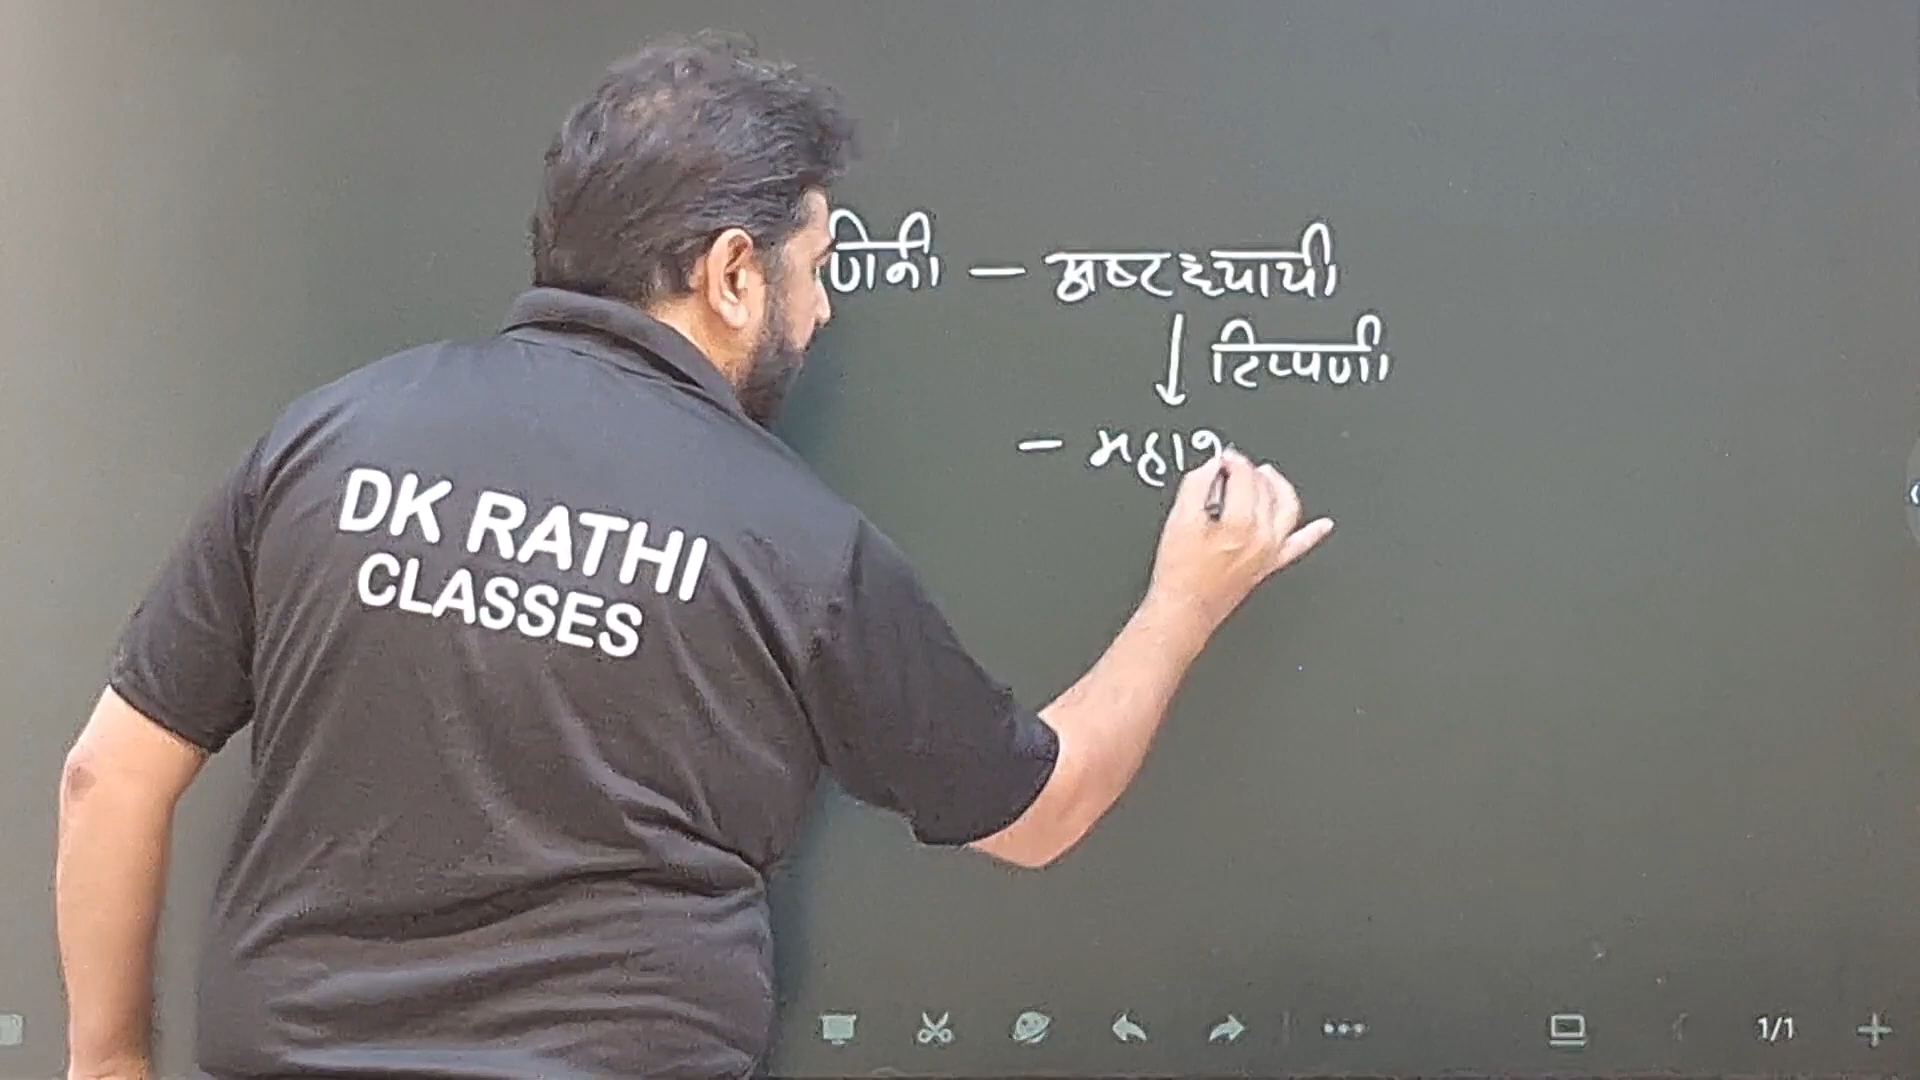 णिनी – अष्टाध्यायी
↓ टिप्पणी
– महाभ
DK RATHI
CLASSES
1/1